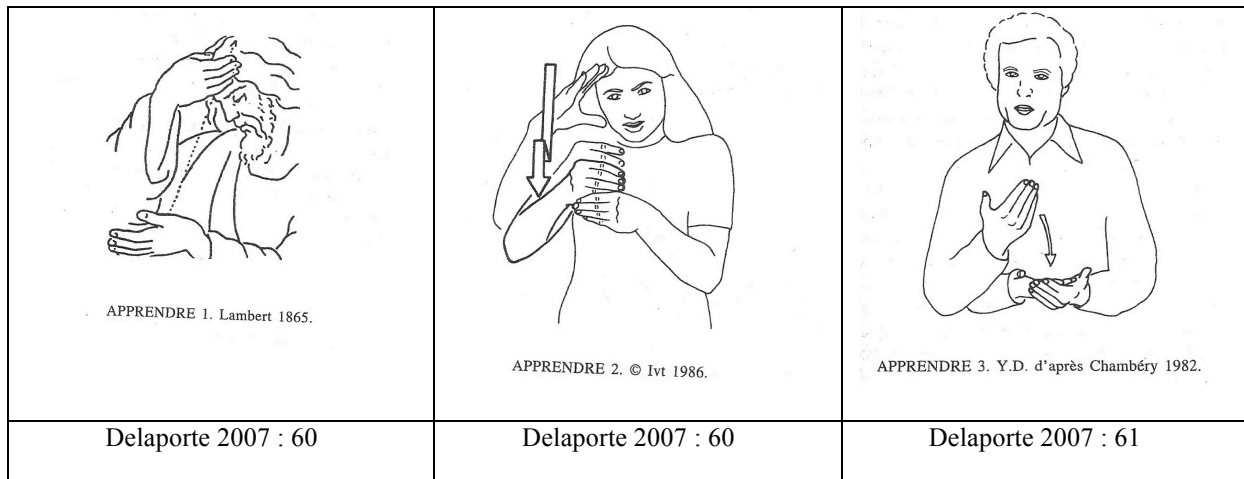 APPRENDRE 1. Lambert 1865.
APPRENDRE 2. © Ivt 1986.
APPRENDRE 3. Y.D. d'après Chambéry 1982.
Delaporte 2007 : 60
Delaporte 2007 : 60
Delaporte 2007 : 61